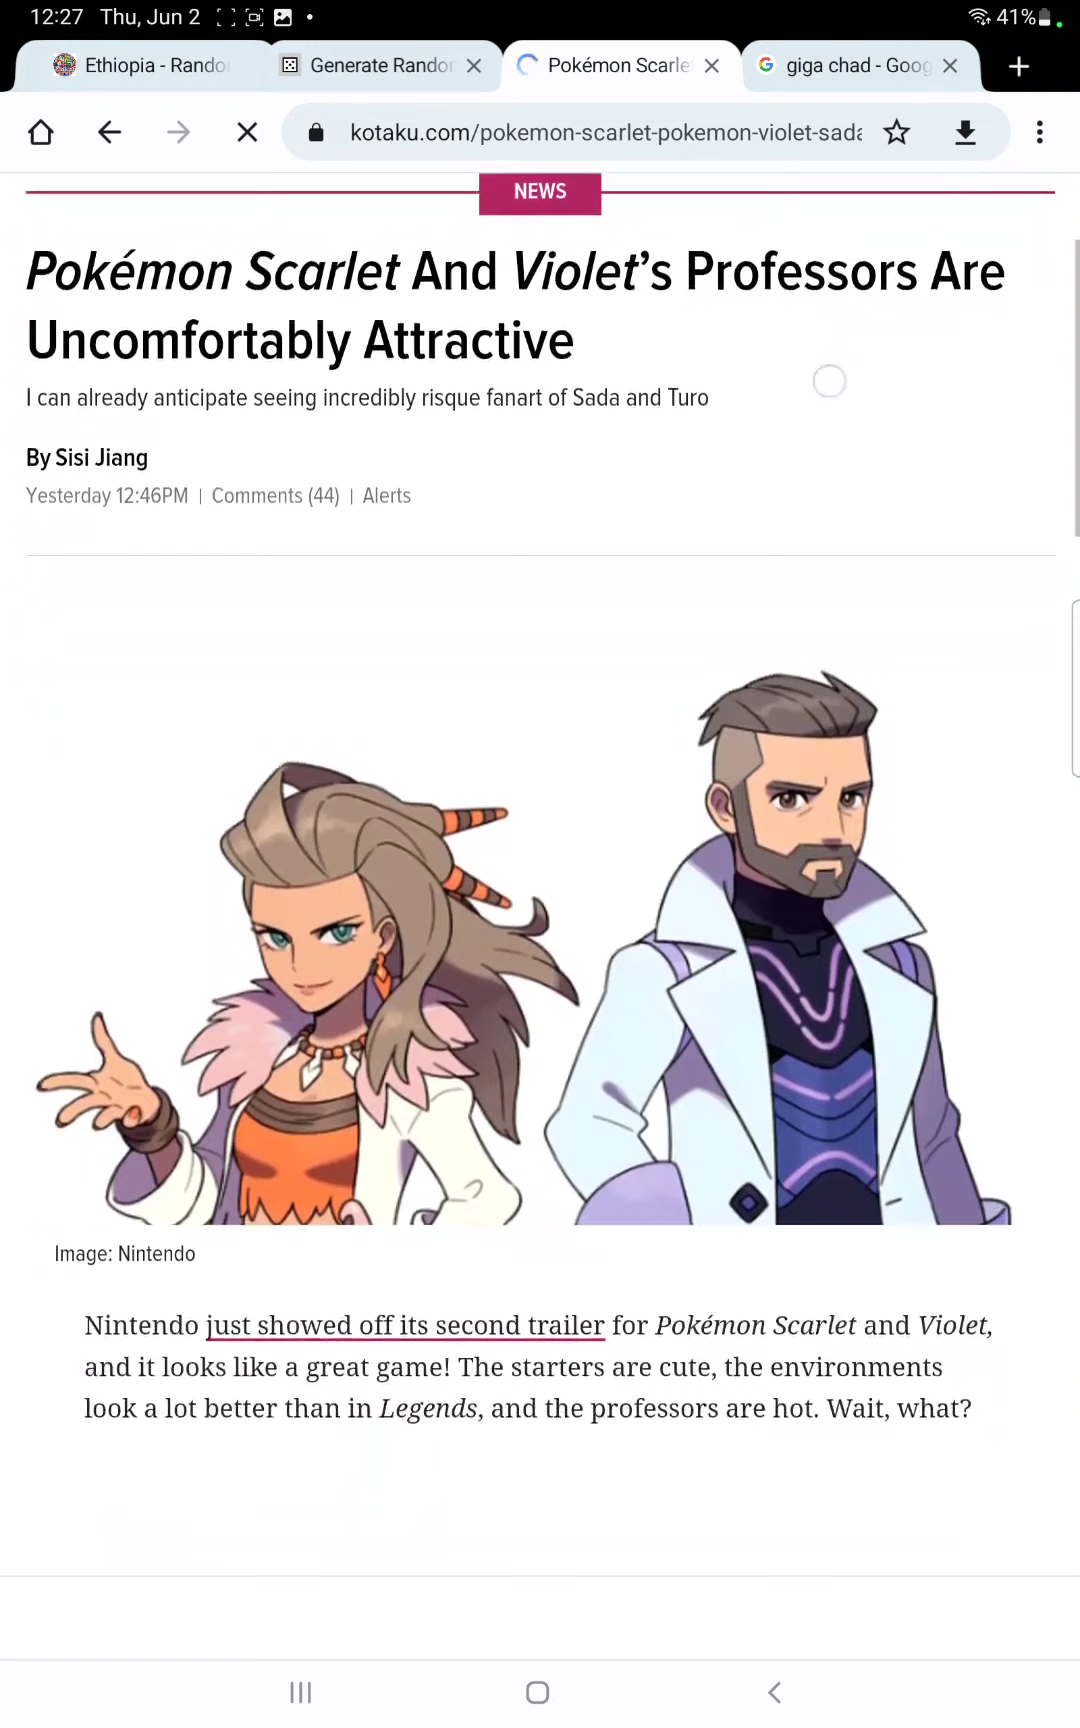 12:27 Thu, Jun 2 41%
Ethiopia - Rando Generate Random Pokémon Scarle giga chad - Goog
kotaku.com/pokemon-scarlet-pokemon-violet-sada
NEWS
Pokémon Scarlet And Violet’s Professors Are
Uncomfortably Attractive
I can already anticipate seeing incredibly risque fanart of Sada and Turo
By Sisi Jiang
Yesterday 12:46PM | Comments (44) | Alerts
Image: Nintendo
Nintendo just showed off its second trailer for Pokémon Scarlet and Violet,
and it looks like a great game! The starters are cute, the environments
look a lot better than in Legends, and the professors are hot. Wait, what?